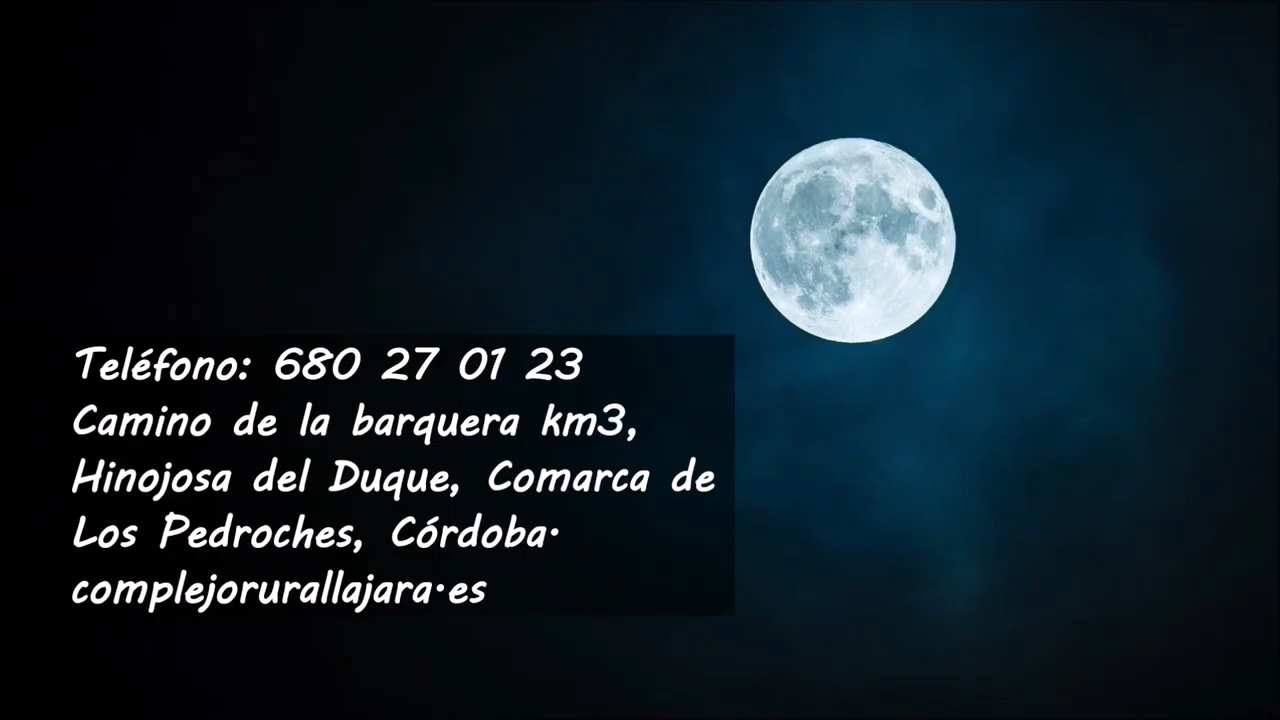 Teléfono: 680 27 01 23
Camino de la barquera km3,
Hinojosa del Duque, Comarca de
Los Pedroches, Córdoba.
complejorurallajara.es